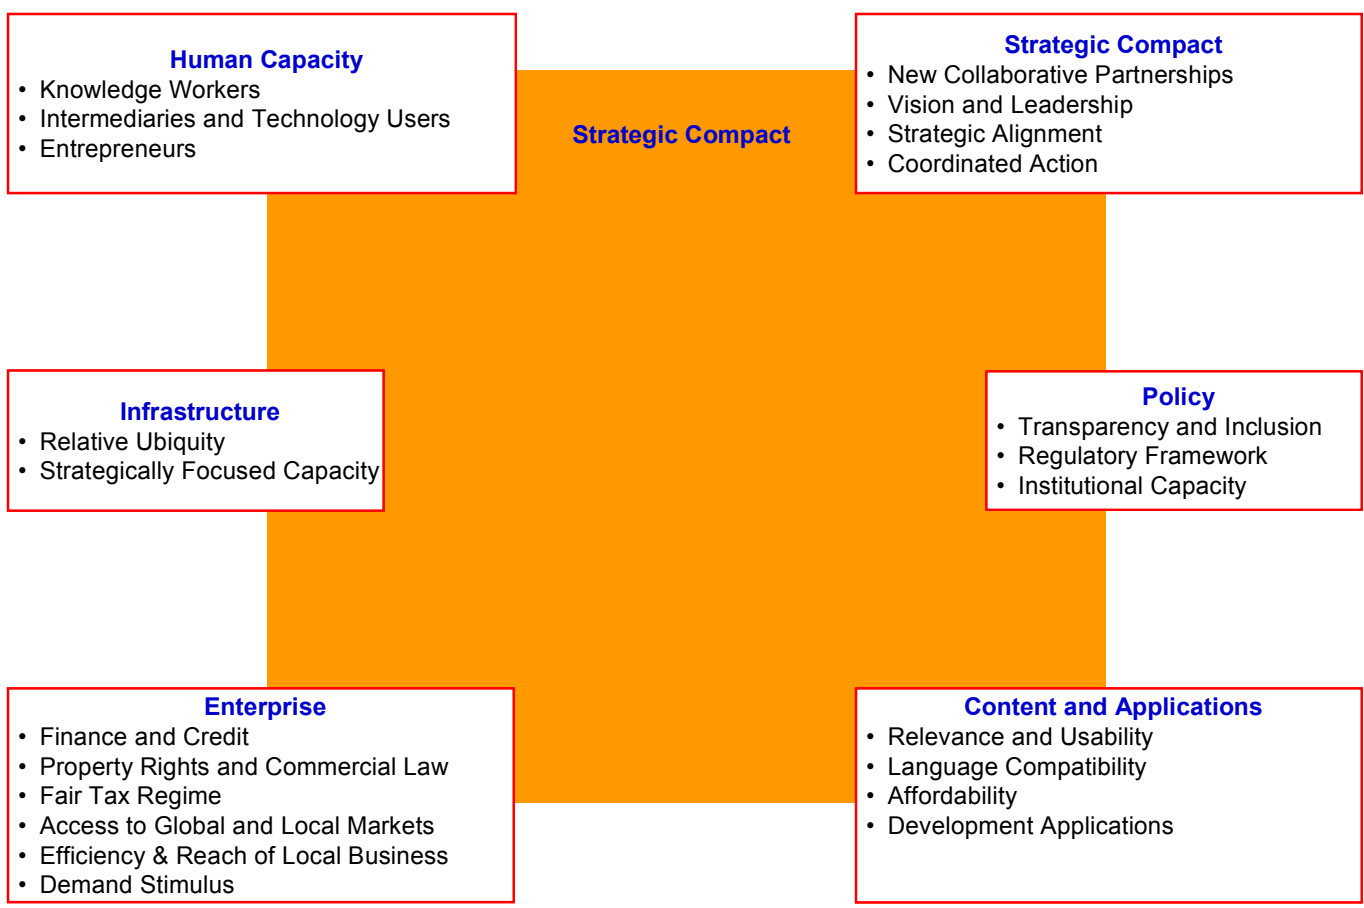 Human Capacity
• Knowledge Workers
• Intermediaries and Technology Users
• Entrepreneurs
Strategic Compact
Strategic Compact
• New Collaborative Partnerships
• Vision and Leadership
• Strategic Alignment
• Coordinated Action
Infrastructure
• Relative Ubiquity
• Strategically Focused Capacity
Policy
• Transparency and Inclusion
• Regulatory Framework
• Institutional Capacity
Enterprise
• Finance and Credit
• Property Rights and Commercial Law
• Fair Tax Regime
• Access to Global and Local Markets
• Efficiency & Reach of Local Business
• Demand Stimulus
Content and Applications
• Relevance and Usability
• Language Compatibility
• Affordability
• Development Applications